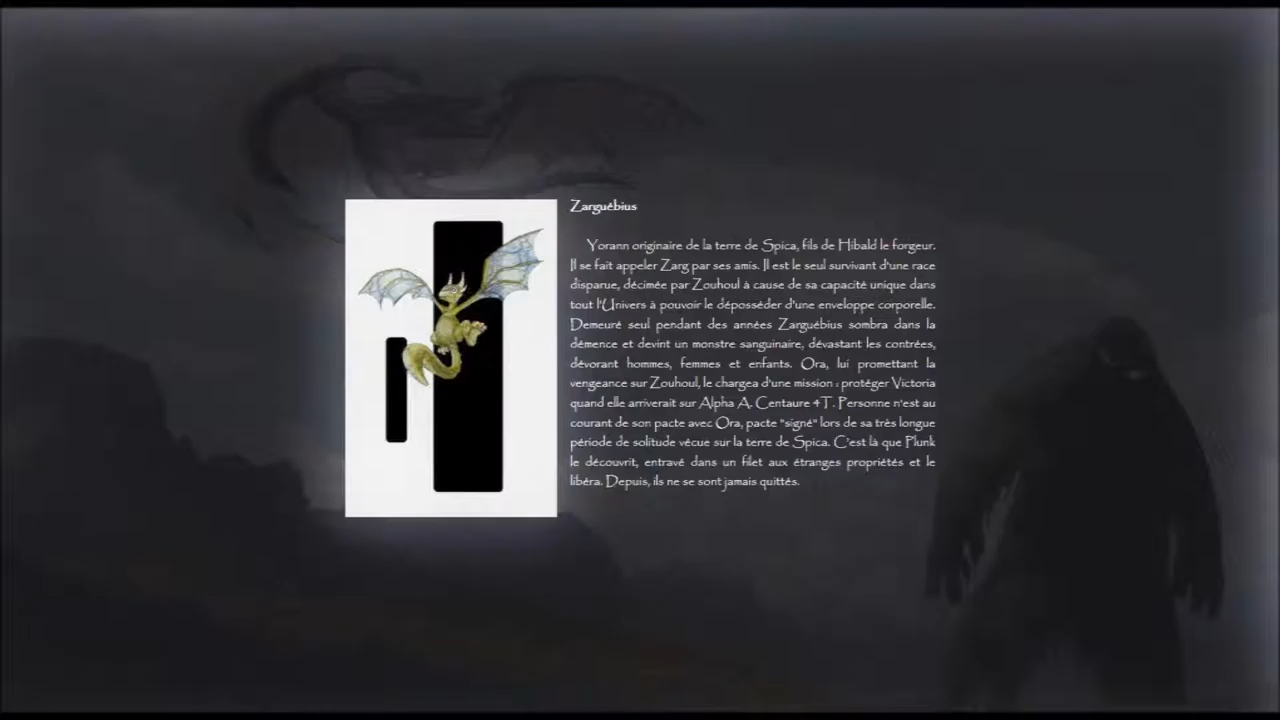 Zarguébius
Yorann originaire de la terre de Spica, fils de Hibald le forgeur.
Il se fait appeler Zarg par ses amis. Il est le seul survivant d'une race
disparue, décimée par Zouhoul à cause de sa capacité unique dans
tout l'Univers à pouvoir le déposséder d'une enveloppe corporelle.
Demeuré seul pendant des années Zarguébius sombra dans la
démence et devint un monstre sanguinaire, dévastant les contrées,
dévorant hommes, femmes et enfants. Ora, lui promettant la
vengeance sur Zouhoul, le chargea d'une mission : protéger Victoria
quand elle arriverait sur Alpha A. Centaure 4T. Personne n'est au
courant de son pacte avec Ora, pacte "signé" lors de sa très longue
période de solitude vécue sur la terre de Spica. C'est là que Plunk
le découvrit, entravé dans un filet aux étranges propriétés et le
libéra. Depuis, ils ne se sont jamais quittés.